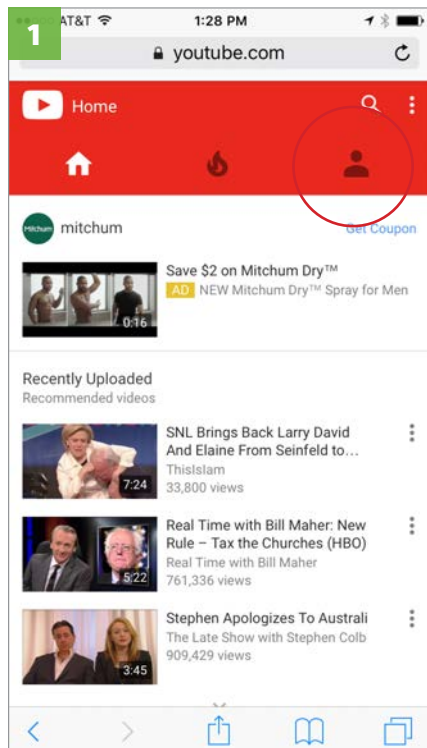 1
AT&T 1:28 PM
youtube.com
Home
mitchum
Get Coupon
Mitchum
Save $2 on Mitchum Dry™
AD NEW Mitchum Dry™ Spray for Men
0:16
Recently Uploaded
Recommended videos
SNL Brings Back Larry David
And Elaine From Seinfeld to…
ThisIslam
33,800 views
7:24
Real Time with Bill Maher: New
Rule – Tax the Churches (HBO)
Real Time with Bill Maher
761,336 views
5:22
Stephen Apologizes To Australi
The Late Show with Stephen Colb
909,429 views
3:45